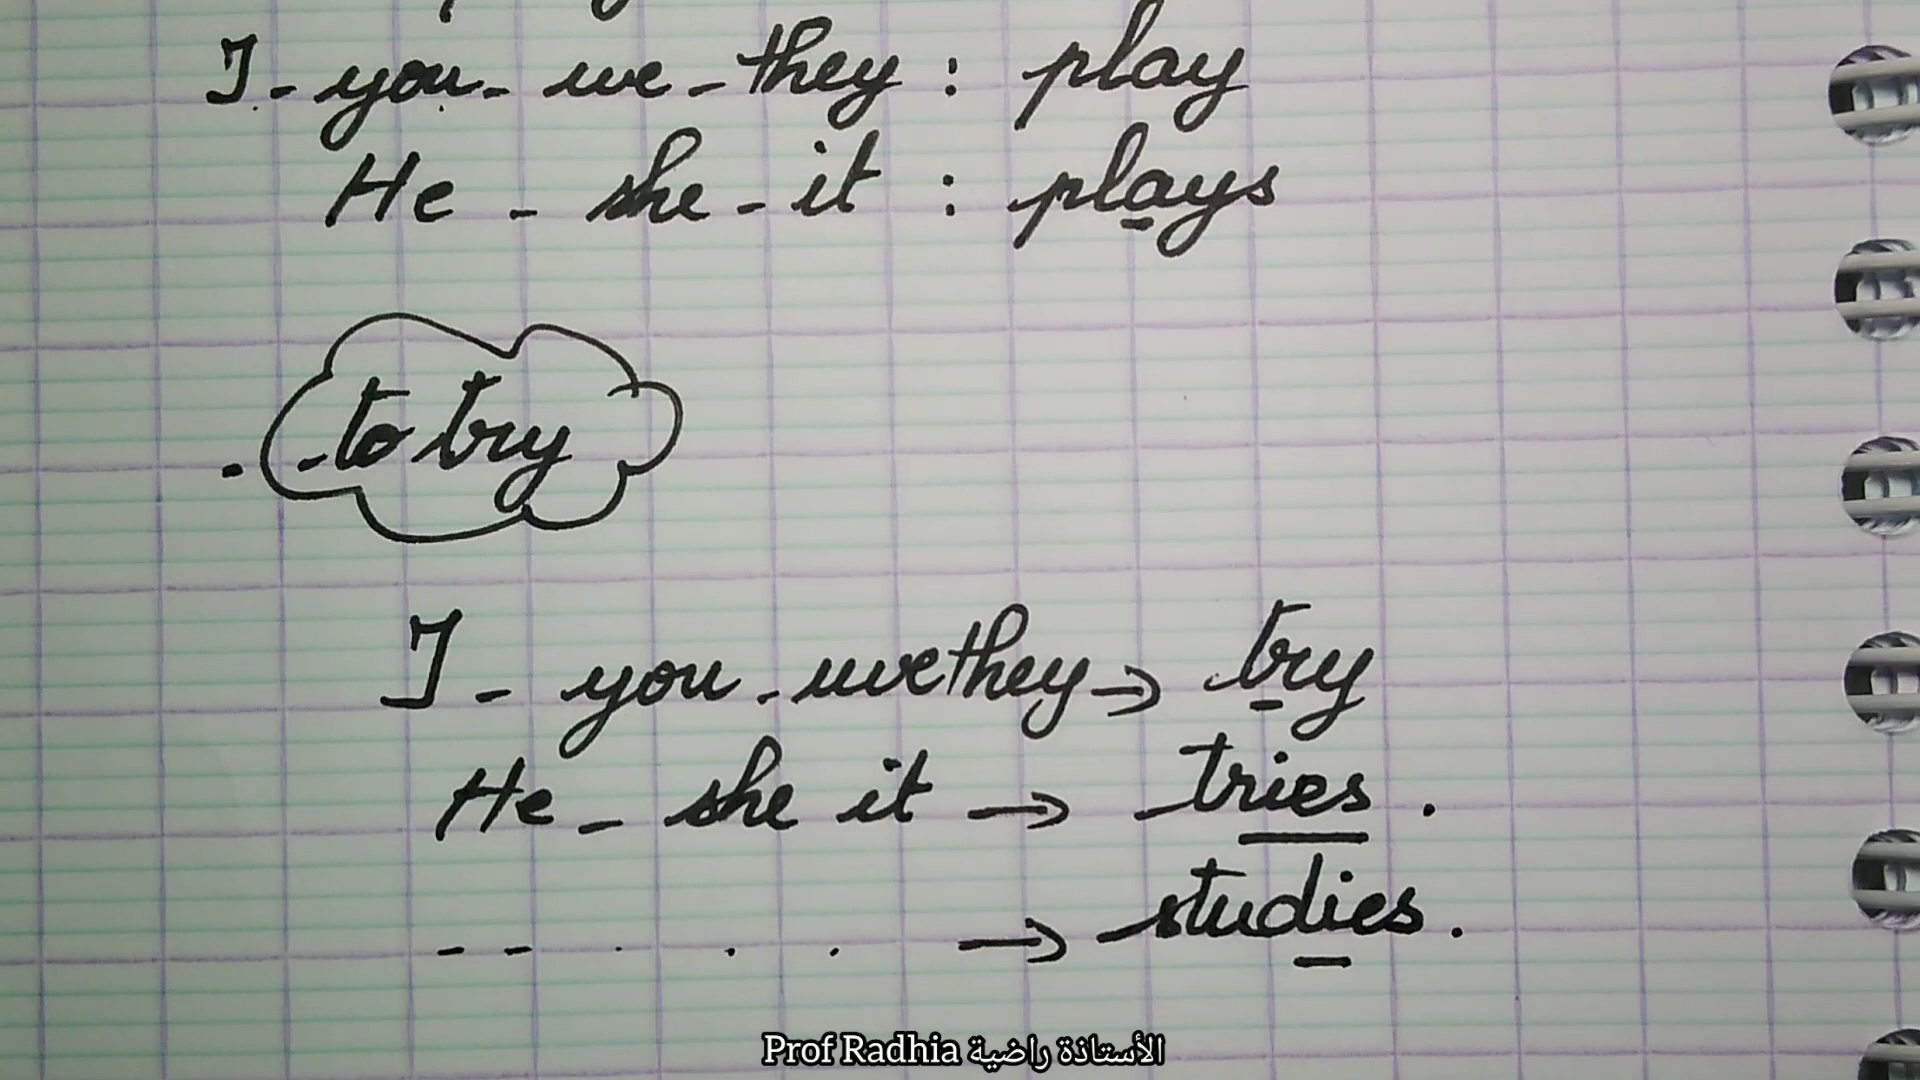 I - you - we - they : play
He - she - it : plays
- to try
I - you - we they → try
He - she it → tries .
-- . . . → studies .
Prof Radhia الأستاذة راضية